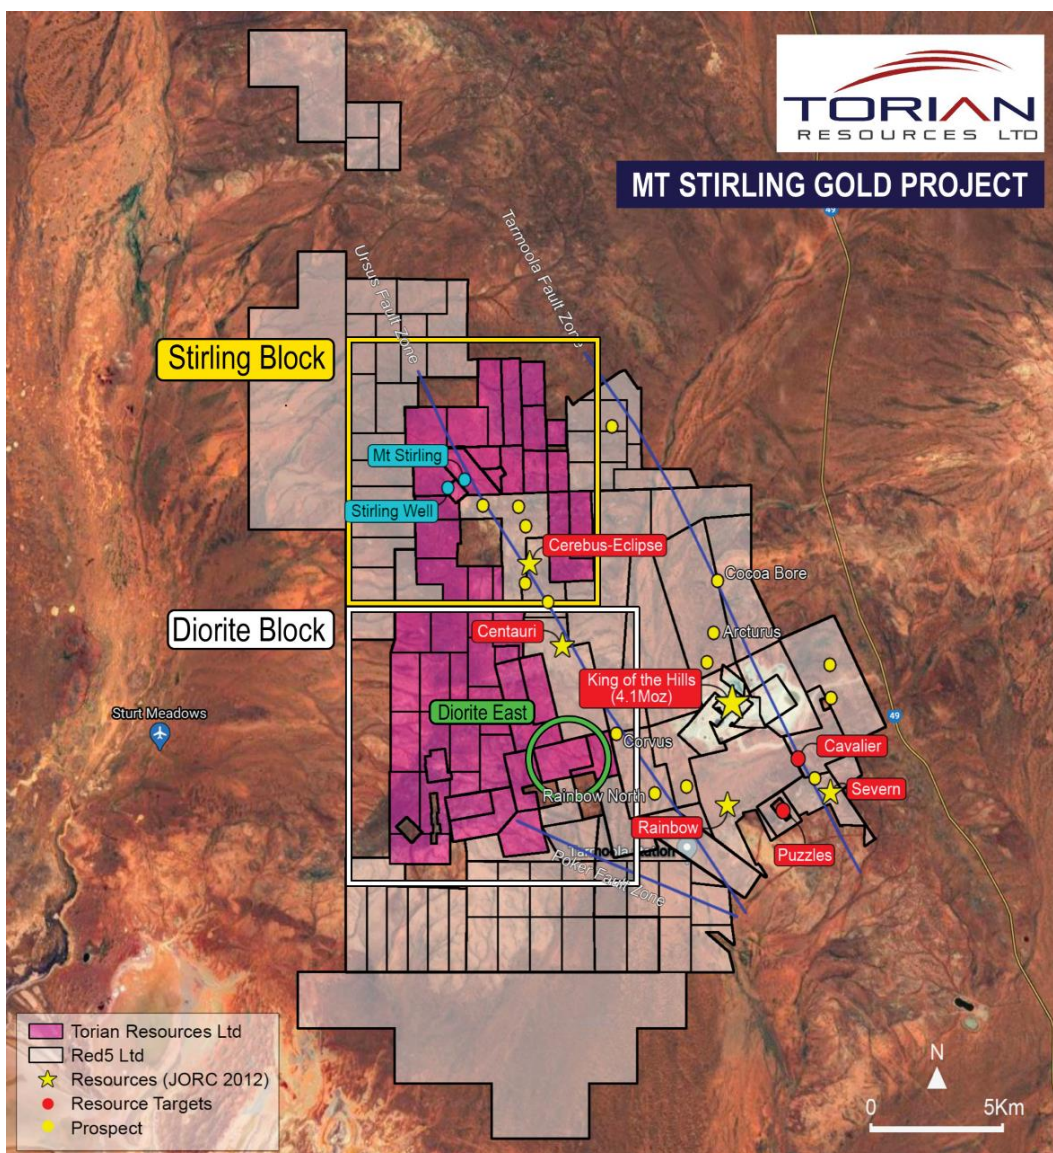 TORIAN
RESOURCES LTD
MT STIRLING GOLD PROJECT
49
Ursus Fault Zone
Tarmoola Fault Zone
Stirling Block
Mt Stirling
Stirling Well
Cerebus-Eclipse
Cocoa Bore
Diorite Block
Centauri
Arcturus
King of the Hills
(4.1Moz)
Sturt Meadows
Diorite East
49
Corvus
Cavalier
Rainbow North
Severn
Rainbow
Tarmoola Station
Puzzles
Poker Fault Zone
Torian Resources Ltd
Red5 Ltd
Resources (JORC 2012)
Resource Targets
Prospect
N
0 5Km